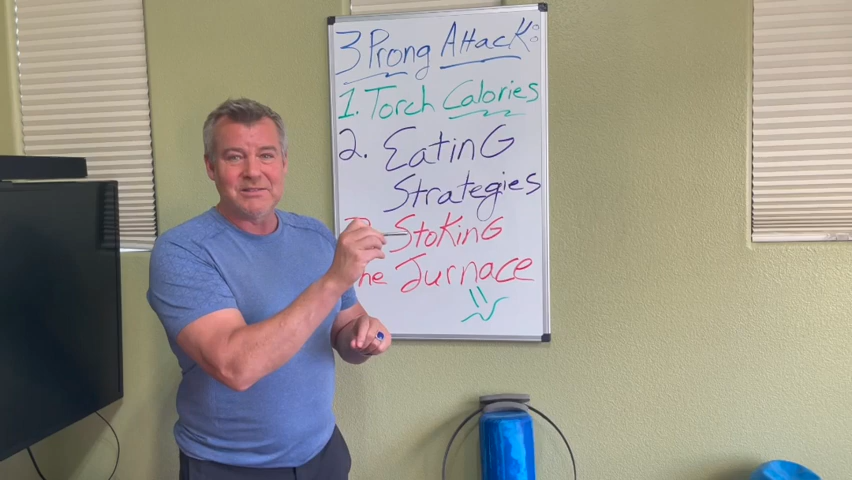 3 Prong Attack:
1. Torch Calories
2. Eating
Strategies
Stoking
Furnace